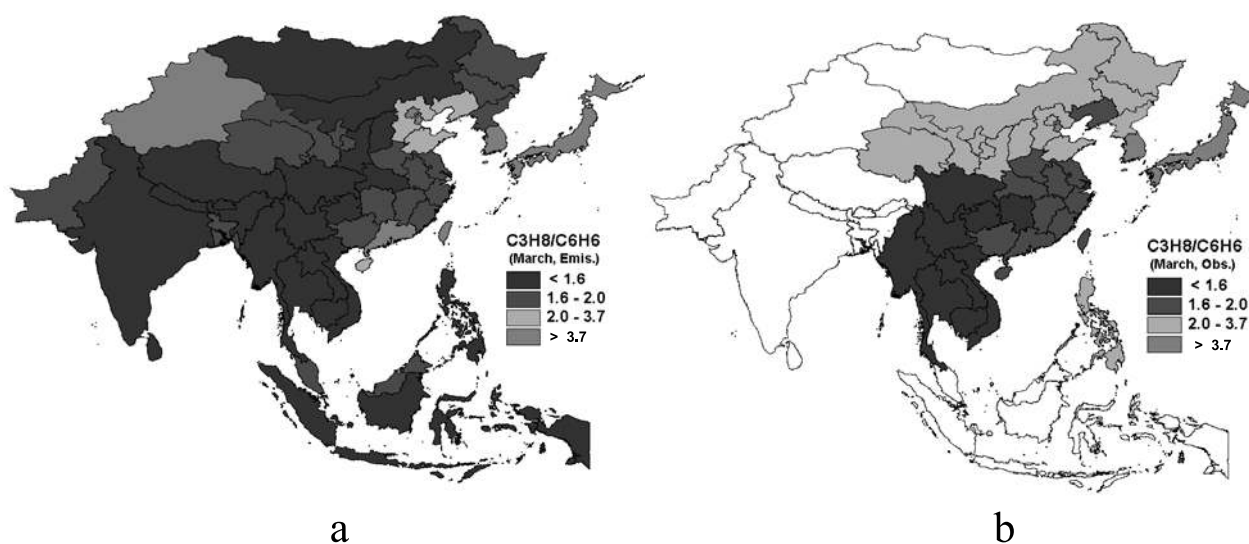 C3H8/C6H6
(March, Emis.)
< 1.6
1.6 - 2.0
2.0 - 3.7
> 3.7
a
C3H8/C6H6
(March, Obs.)
< 1.6
1.6 - 2.0
2.0 - 3.7
> 3.7
b